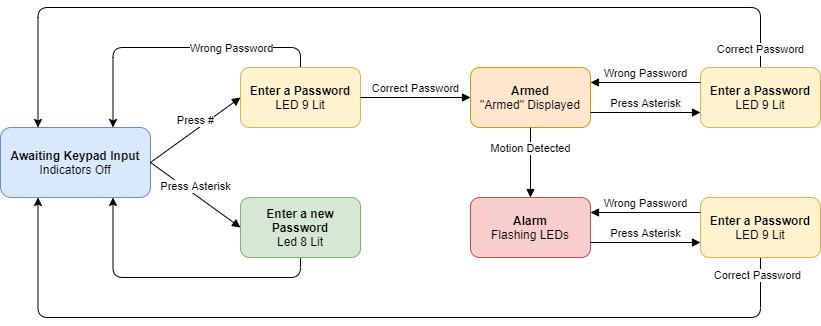 Correct Password
Wrong Password
Enter a Password
LED 9 Lit
Correct Password
Armed
"Armed" Displayed
Wrong Password
Press Asterisk
Enter a Password
LED 9 Lit
Press #
Awaiting Keypad Input
Indicators Off
Motion Detected
Press Asterisk
Enter a new
Password
Led 8 Lit
Alarm
Flashing LEDs
Wrong Password
Press Asterisk
Enter a Password
LED 9 Lit
Correct Password